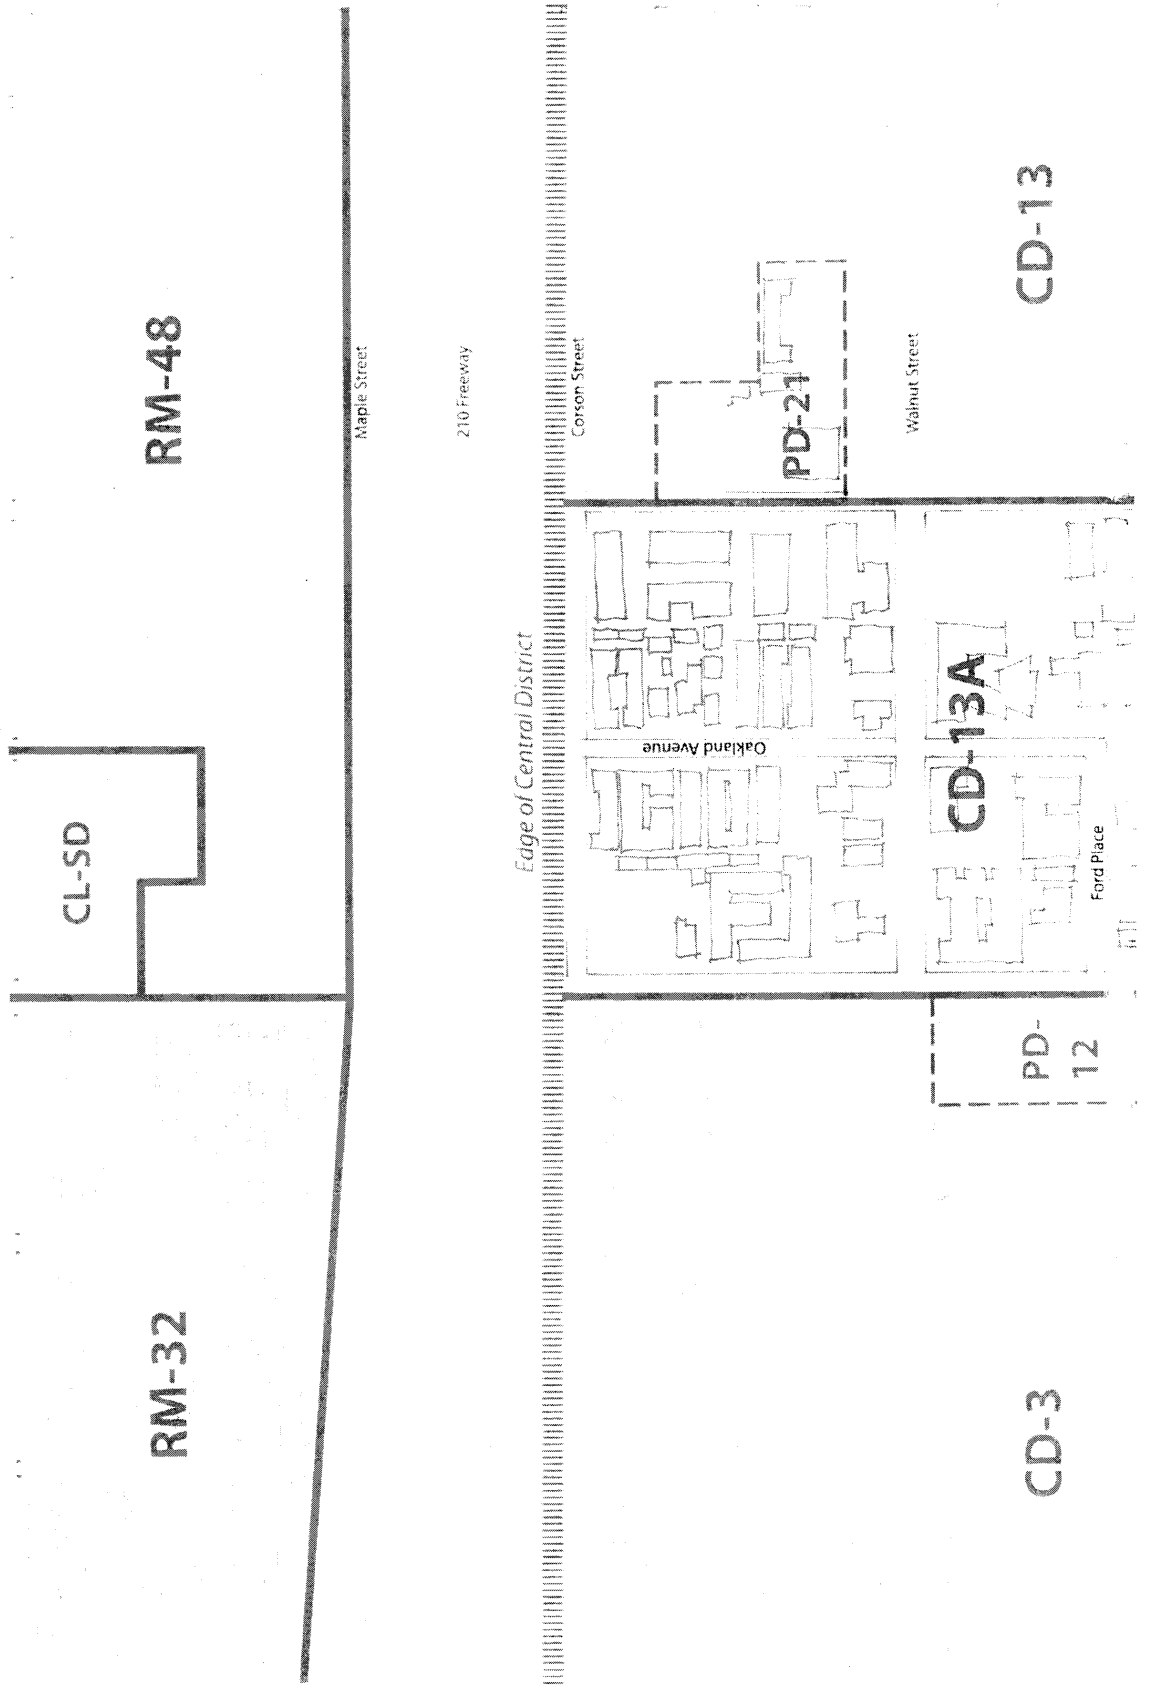 CL-SD
RM-32
RM-48
Maple Street
210 Freeway
Edge of Central District
Corson Street
Oakland Avenue
PD-21
Walnut Street
CD-13A
Ford Place
PD-
12
CD-3
CD-13